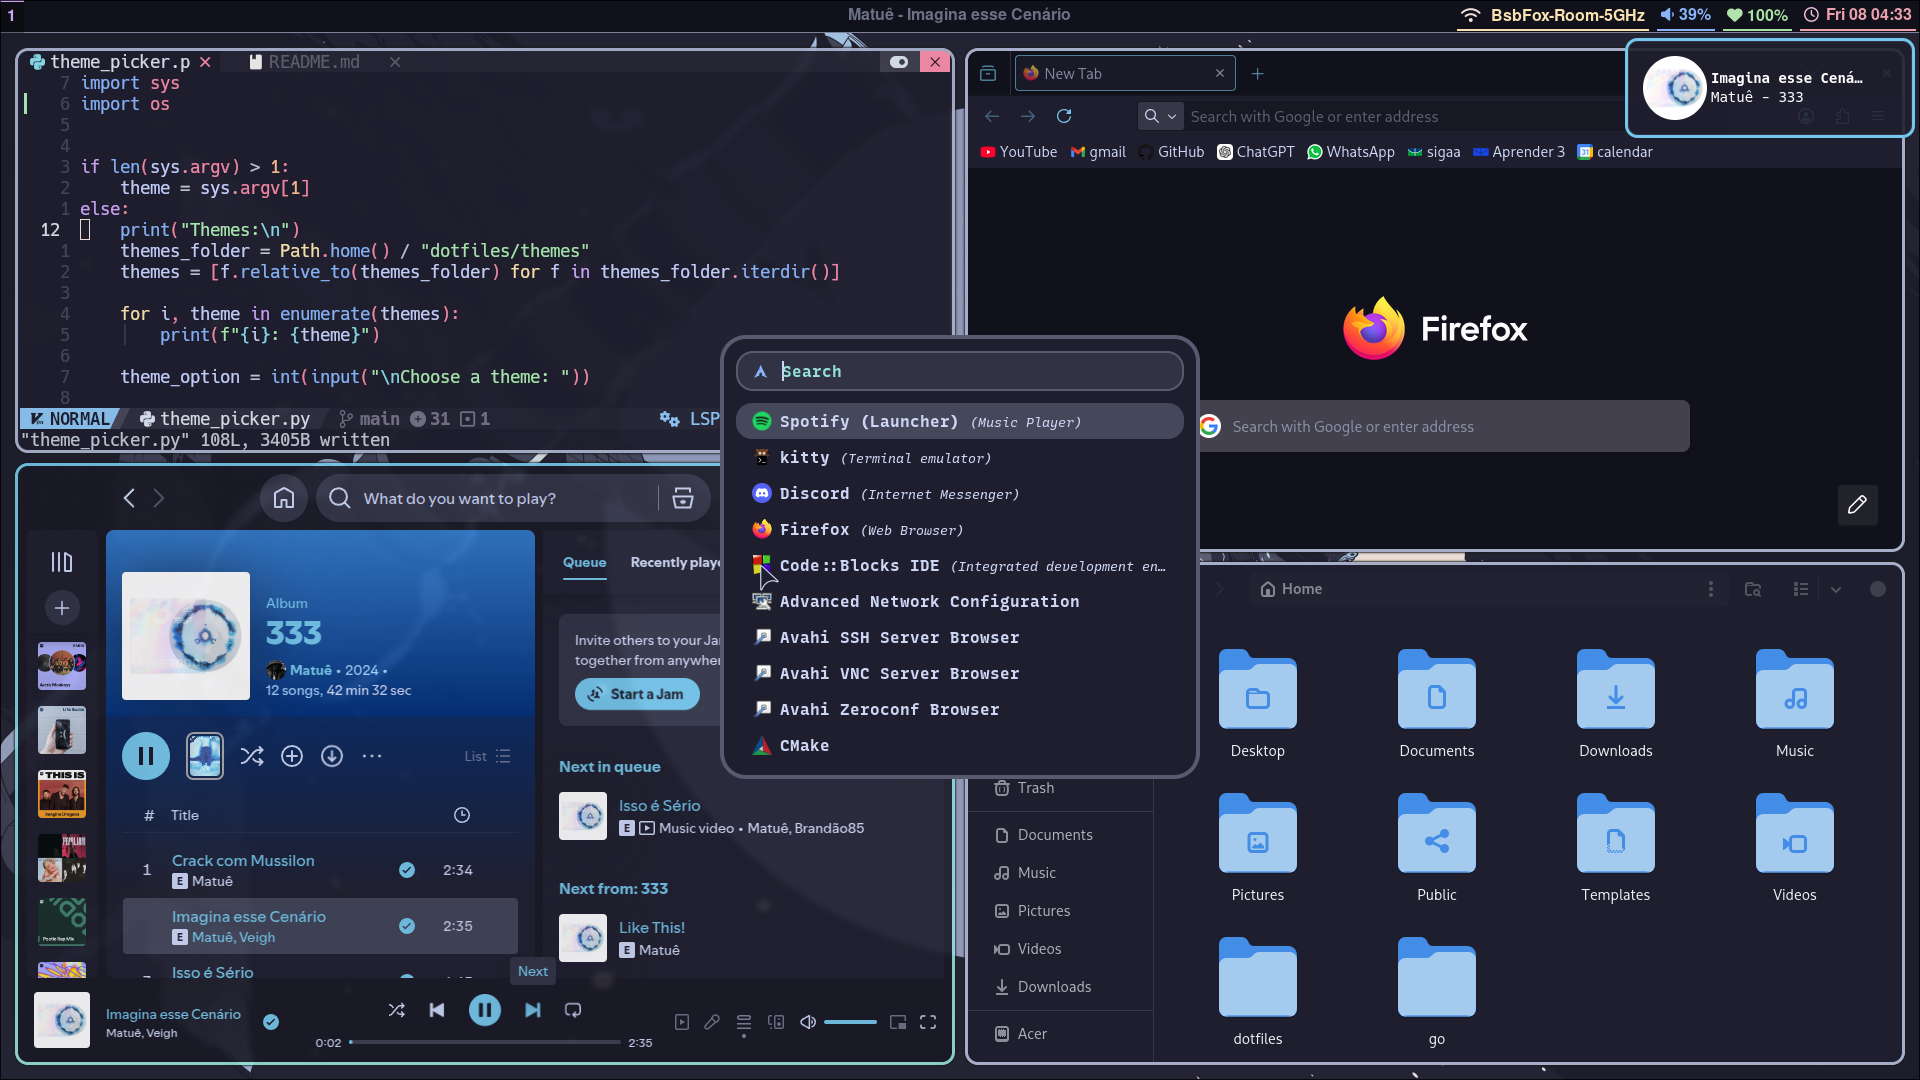 1
Matuê - Imagina esse Cenário
BsbFox-Room-5GHz
39%
100%
Fri 08 04:33
theme_picker.p ×
README.md ×
7 import sys
6 import os
5
4
3 if len(sys.argv) > 1:
2 theme = sys.argv[1]
1 else:
12 print("Themes:\n")
1 themes_folder = Path.home() / "dotfiles/themes"
2 themes = [f.relative_to(themes_folder) for f in themes_folder.iterdir()]
3
4 for i, theme in enumerate(themes):
5 print(f"{i}: {theme}")
6
7 theme_option = int(input("\nChoose a theme: "))
8
NORMAL theme_picker.py main 31 1 LSP
"theme_picker.py" 108L, 3405B written
New Tab
Search with Google or enter address
YouTube
gmail
GitHub
ChatGPT
WhatsApp
sigaa
Aprender 3
31 calendar
Imagina esse Cená…
Matuê - 333
Firefox
Search with Google or enter address
Search
Spotify (Launcher) (Music Player)
kitty (Terminal emulator)
Discord (Internet Messenger)
Firefox (Web Browser)
Code::Blocks IDE (Integrated development en…
Advanced Network Configuration
Avahi SSH Server Browser
Avahi VNC Server Browser
Avahi Zeroconf Browser
CMake
What do you want to play?
Arctic Monkeys
THIS IS
Imagine Dragons
Album
333
Matuê • 2024 •
12 songs, 42 min 32 sec
List
# Title
1 Crack com Mussilon
E Matuê
2:34
Imagina esse Cenário
E Matuê, Veigh
2:35
Isso é Sério
Queue
Recently playe
Invite others to your Ja
together from anywher
Start a Jam
Next in queue
Isso é Sério
E Music video • Matuê, Brandão85
Next from: 333
Like This!
E Matuê
Next
Imagina esse Cenário
Matuê, Veigh
0:02
2:35
Home
Trash
Documents
Music
Pictures
Videos
Downloads
Acer
Desktop
Documents
Downloads
Music
Pictures
Public
Templates
Videos
dotfiles
go